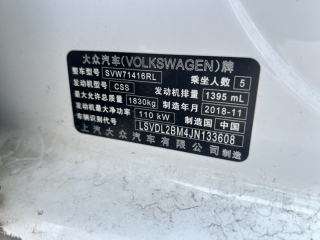 大众汽车(VOLKSWAGEN)牌
整车型号 SVW71416RL 乘坐人数 5
发动机型号 CSS 发动机排量 1395 mL
最大允许总质量 1830kg 制造年月 2018-11
发动机最大净功率 110 kW 制造国 中国
车辆识别代号 LSVDL2BM4JN133608
上汽大众汽车有限公司 制造